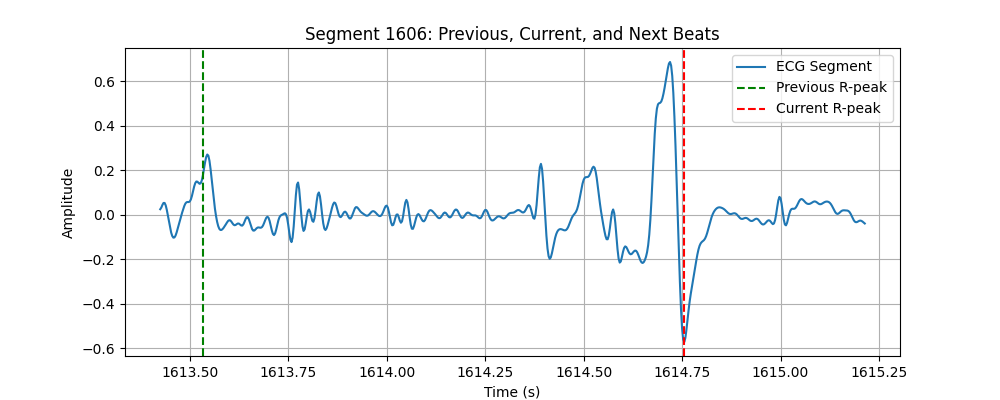 Segment 1606: Previous, Current, and Next Beats
ECG Segment
Previous R-peak
Current R-peak
Amplitude
0.6
0.4
0.2
0.0
−0.2
−0.4
−0.6
1613.50 1613.75 1614.00 1614.25 1614.50 1614.75 1615.00 1615.25
Time (s)